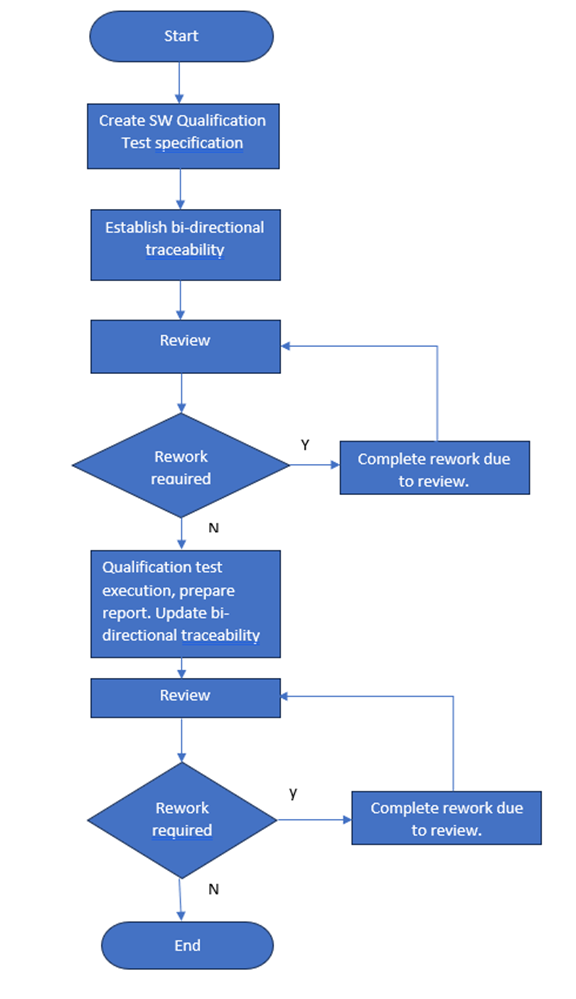 Start
Create SW Qualification
Test specification
Establish bi-directional
traceability
Review
Rework
required
Y
Complete rework due
to review.
N
Qualification test
execution, prepare
report. Update bi-
directional traceability
Review
Rework
required
y
Complete rework due
to review.
N
End